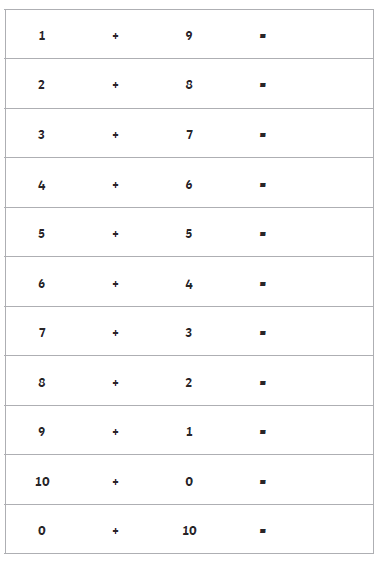 1 + 9 =
2 + 8 =
3 + 7 =
4 + 6 =
5 + 5 =
6 + 4 =
7 + 3 =
8 + 2 =
9 + 1 =
10 + 0 =
0 + 10 =